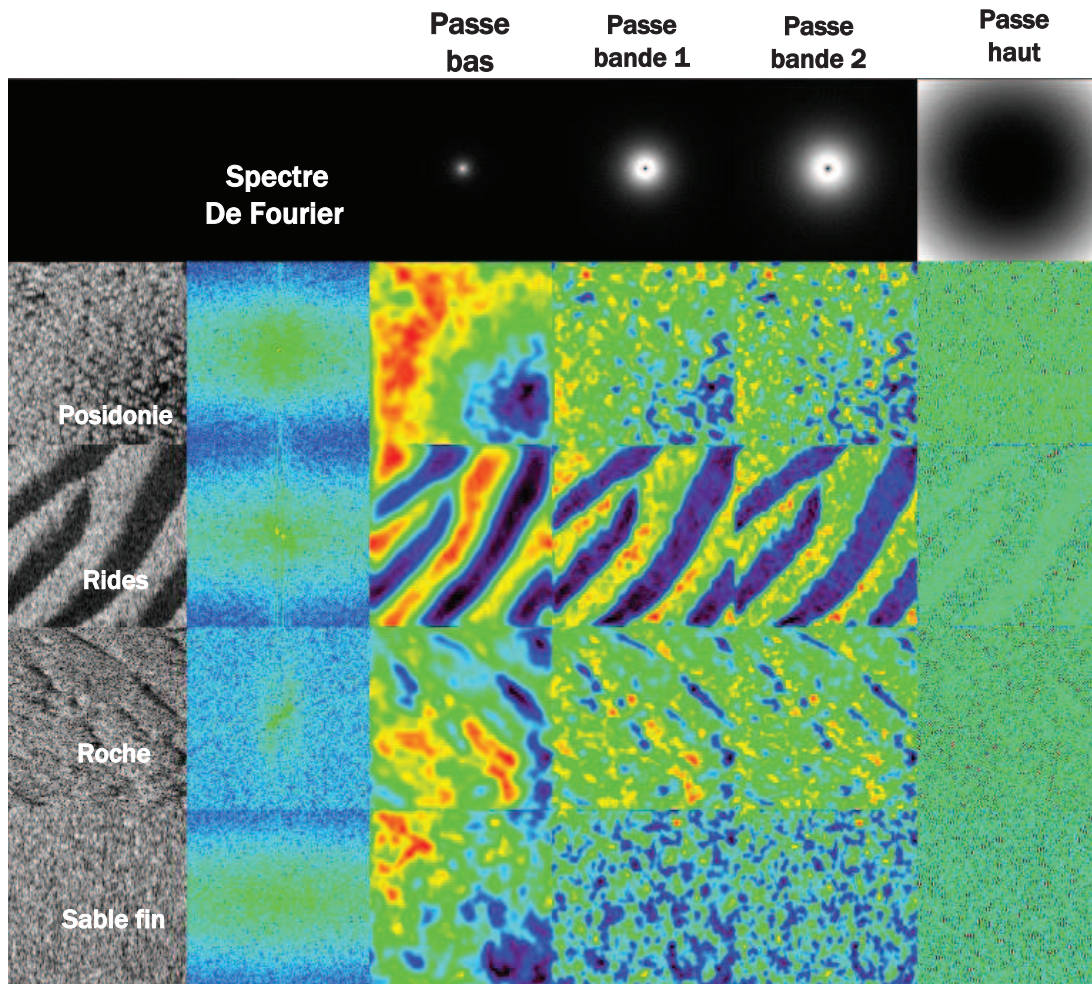 Passe
bas
Passe
bande 1
Passe
bande 2
Passe
haut
Spectre
De Fourier
Posidonie
Rides
Roche
Sable fin